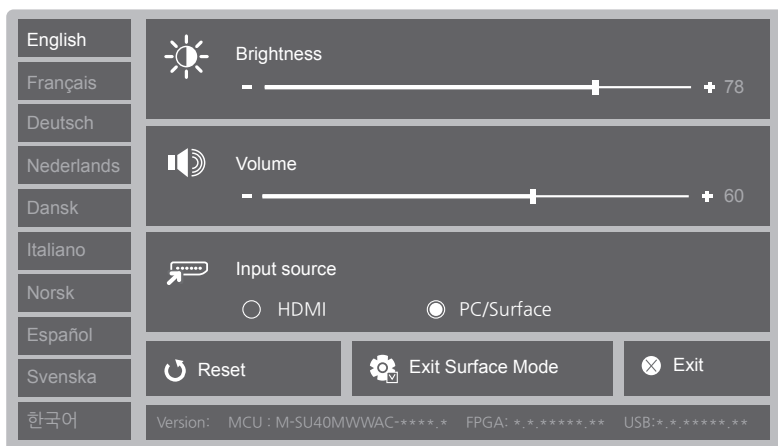 English
Français
Deutsch
Nederlands
Dansk
Italiano
Norsk
Español
Svenska
한국어
Brightness
- + 78
Volume
- + 60
Input source
HDMI PC/Surface
Reset Exit Surface Mode Exit
Version: MCU : M-SU40MWWAC-****.* FPGA: *.*.*****.** USB:*.*.*****.**